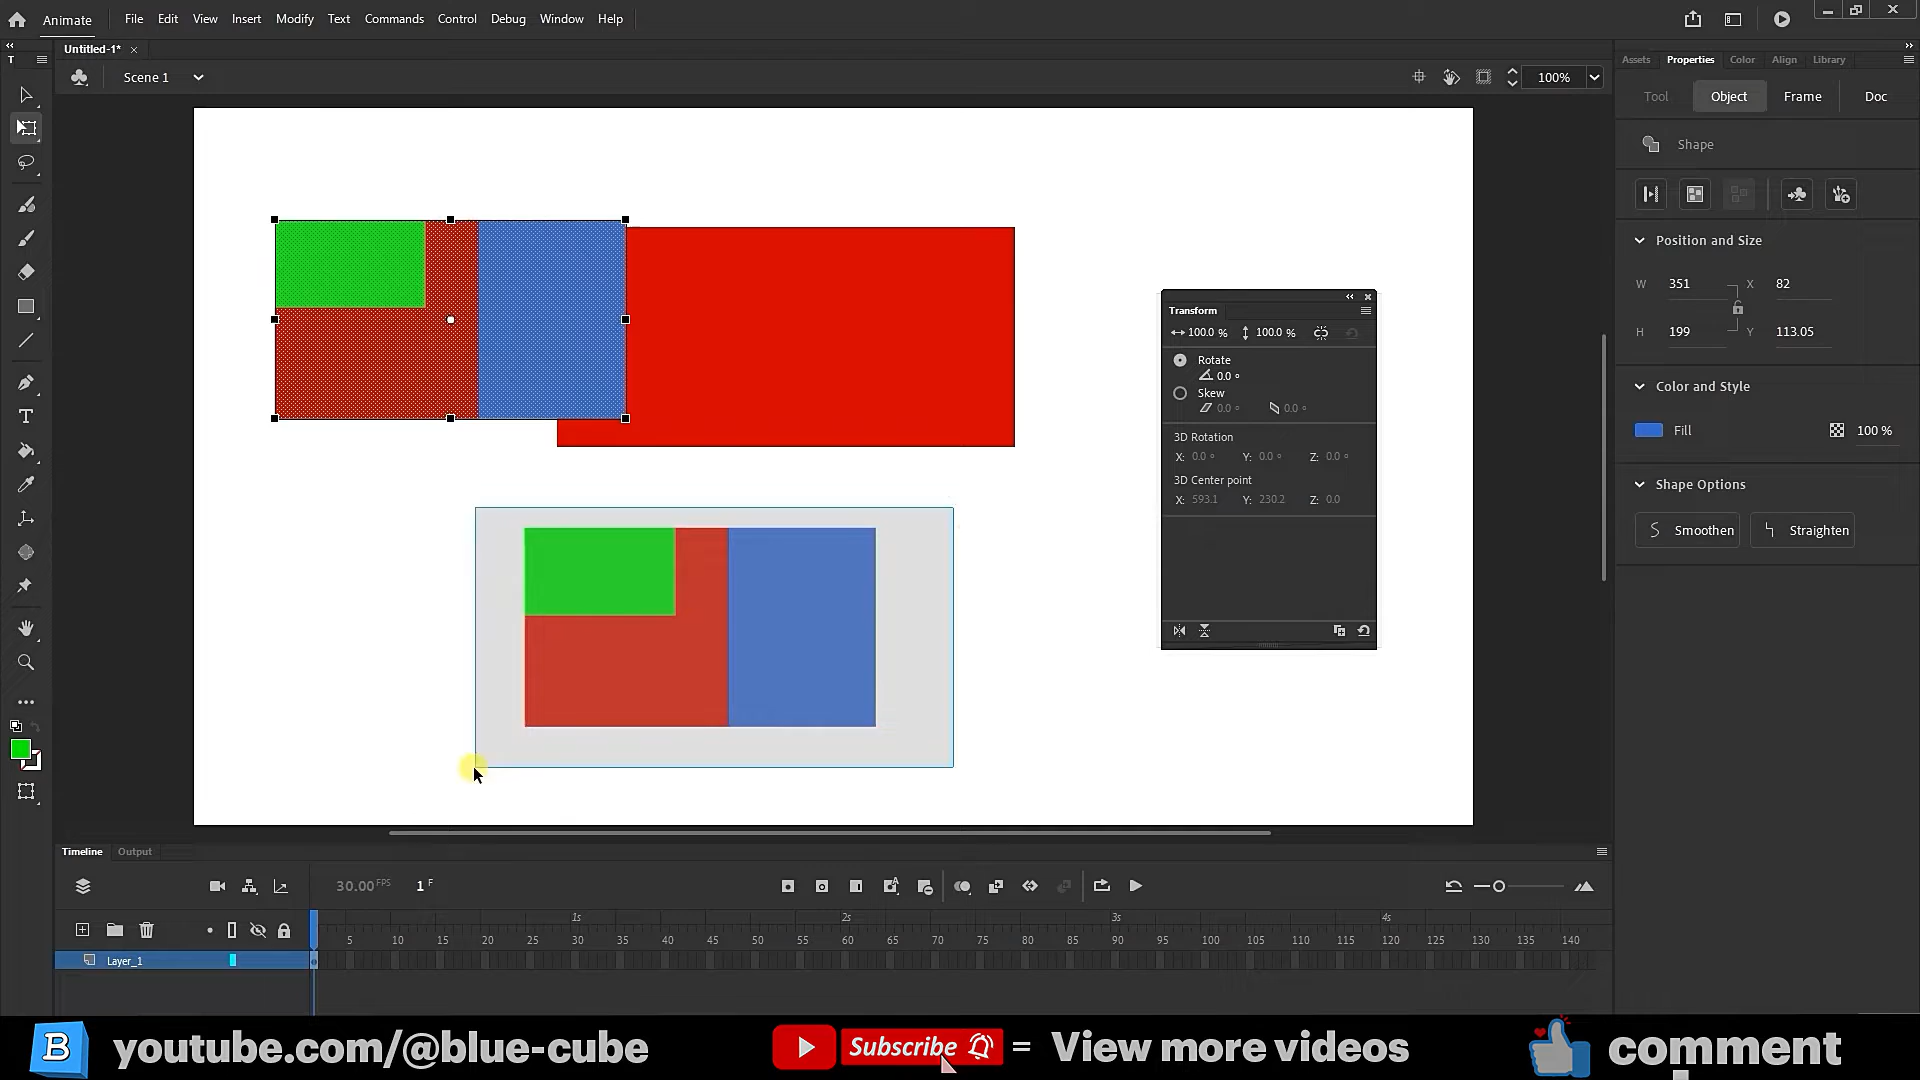 Animate File Edit View Insert Modify Text Commands Control Debug Window Help
Untitled-1* ×
T
Scene 1
100%
Assets Properties Color Align Library
Tool Object Frame Doc
Shape
Position and Size
W 351 X 82
H 199 Y 113.05
Color and Style
Fill 100 %
Shape Options
Smoothen Straighten
Transform
100.0 % 100.0 %
Rotate
0.0 °
Skew
0.0 ° 0.0 °
3D Rotation
X: 0.0 ° Y: 0.0 ° Z: 0.0 °
3D Center point
X: 593.1 Y: 230.2 Z: 0.0
T
Timeline Output
30.00 FPS 1 F
1s 2s 3s 4s
5 10 15 20 25 30 35 40 45 50 55 60 65 70 75 80 85 90 95 100 105 110 115 120 125 130 135 140
Layer_1
B youtube.com/@blue-cube Subscribe = View more videos comment